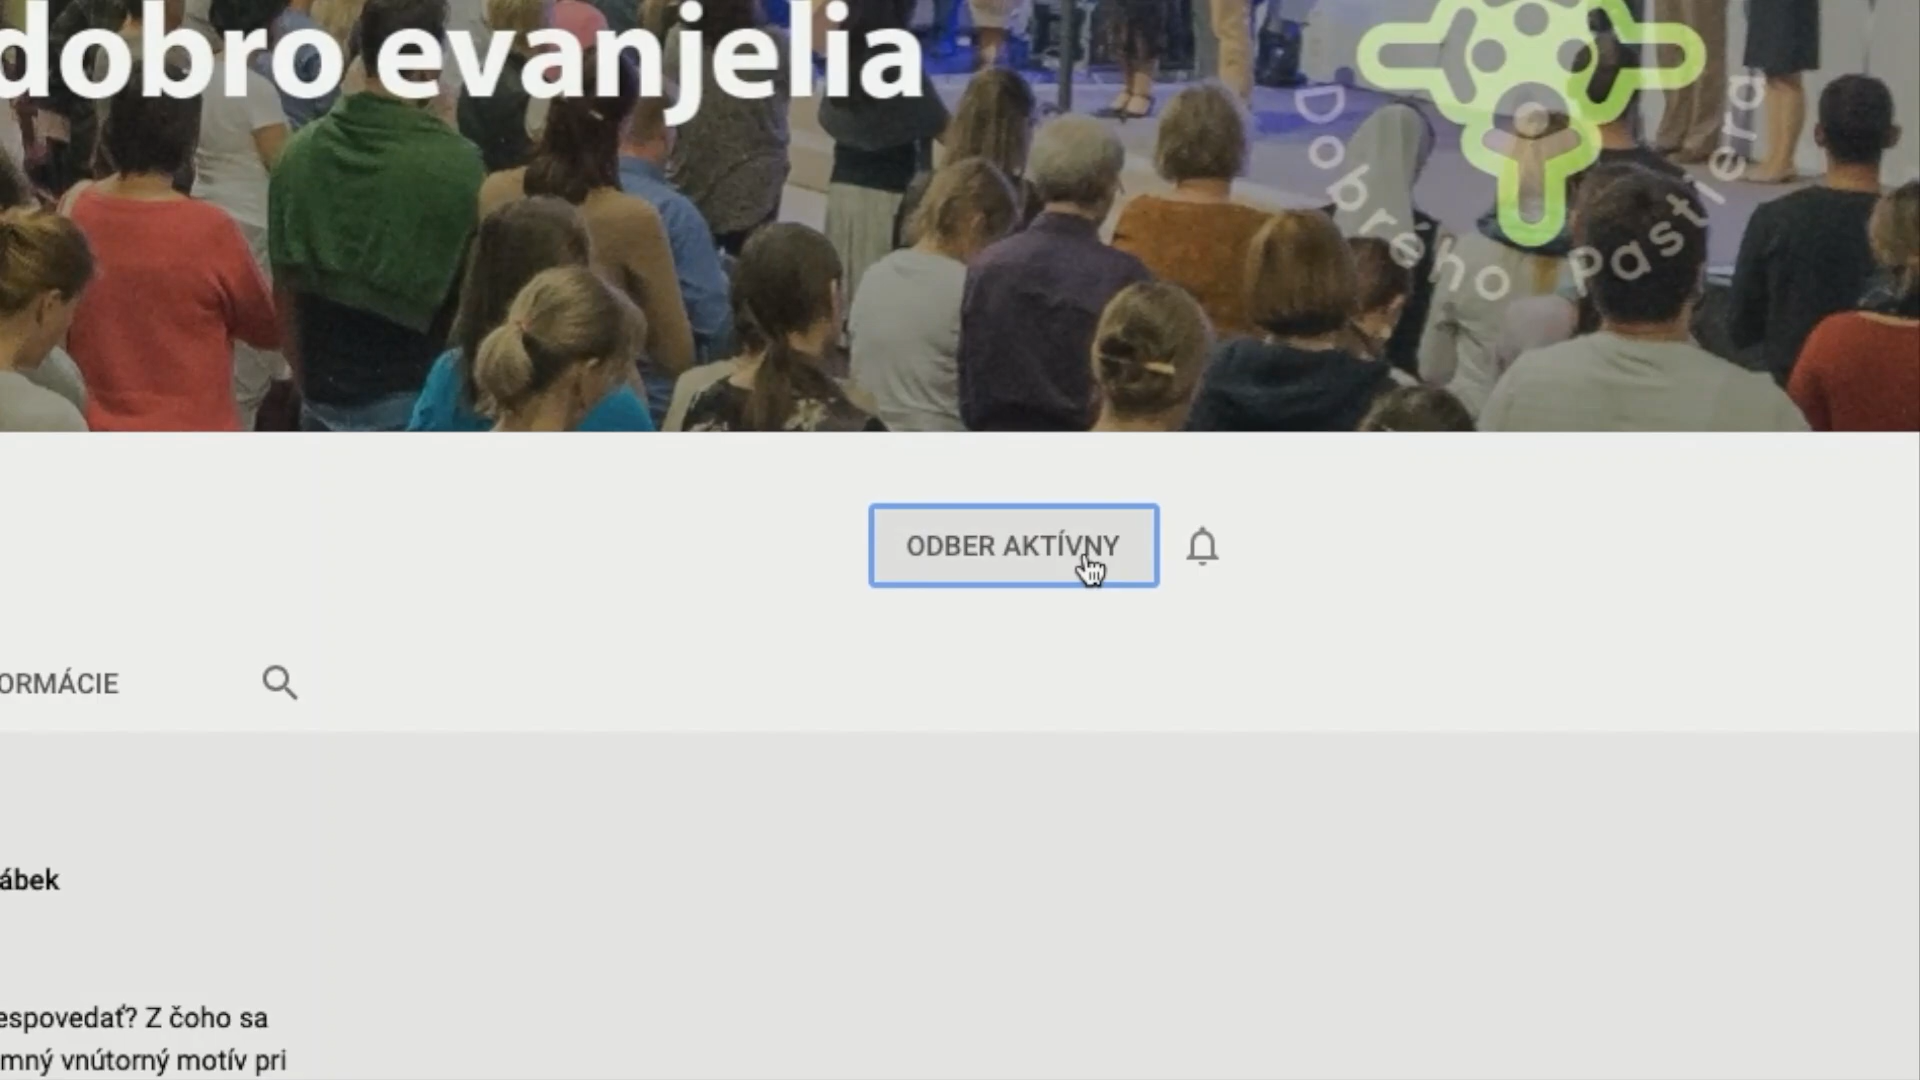 dobro evanjelia
Dobrého Pastiera
ODBER AKTÍVNY
ORMÁCIE
ábek
espovedať? Z čoho sa
mný vnútorný motív pri